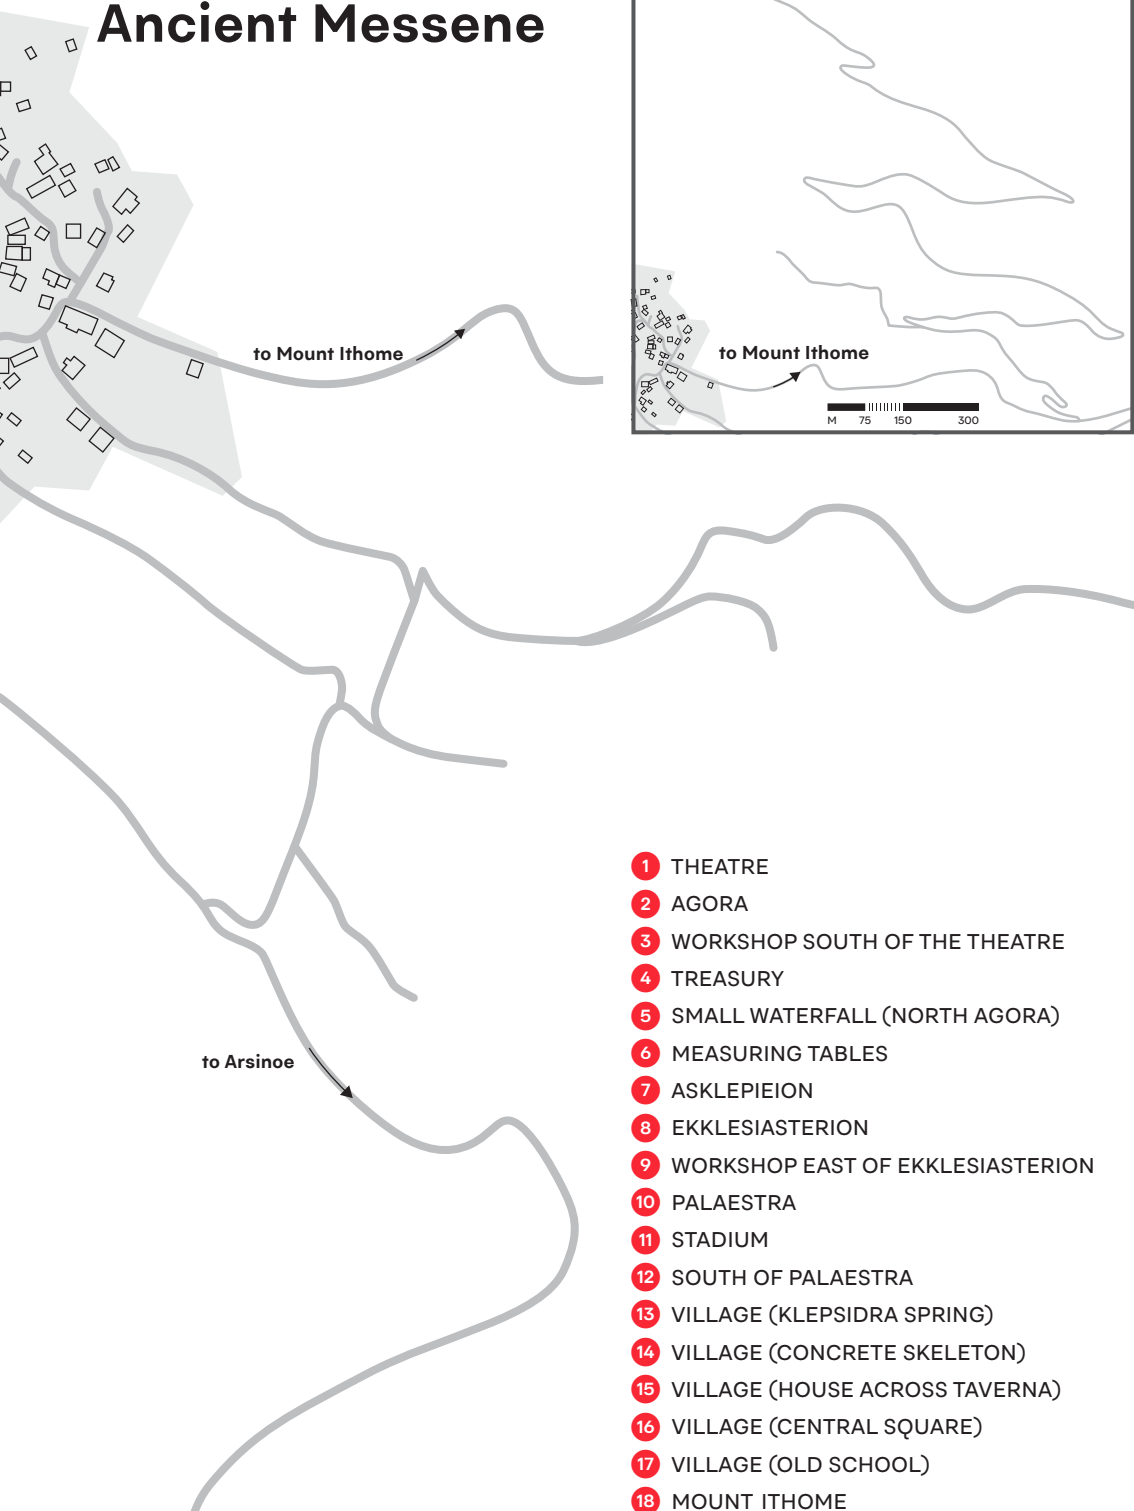 Ancient Messene
to Mount Ithome
to Mount Ithome
M 75 150 300
to Arsinoe
1 THEATRE
2 AGORA
3 WORKSHOP SOUTH OF THE THEATRE
4 TREASURY
5 SMALL WATERFALL (NORTH AGORA)
6 MEASURING TABLES
7 ASKLEPIEION
8 EKKLESIASTERION
9 WORKSHOP EAST OF EKKLESIASTERION
10 PALAESTRA
11 STADIUM
12 SOUTH OF PALAESTRA
13 VILLAGE (KLEPSIDRA SPRING)
14 VILLAGE (CONCRETE SKELETON)
15 VILLAGE (HOUSE ACROSS TAVERNA)
16 VILLAGE (CENTRAL SQUARE)
17 VILLAGE (OLD SCHOOL)
18 MOUNT ITHOME